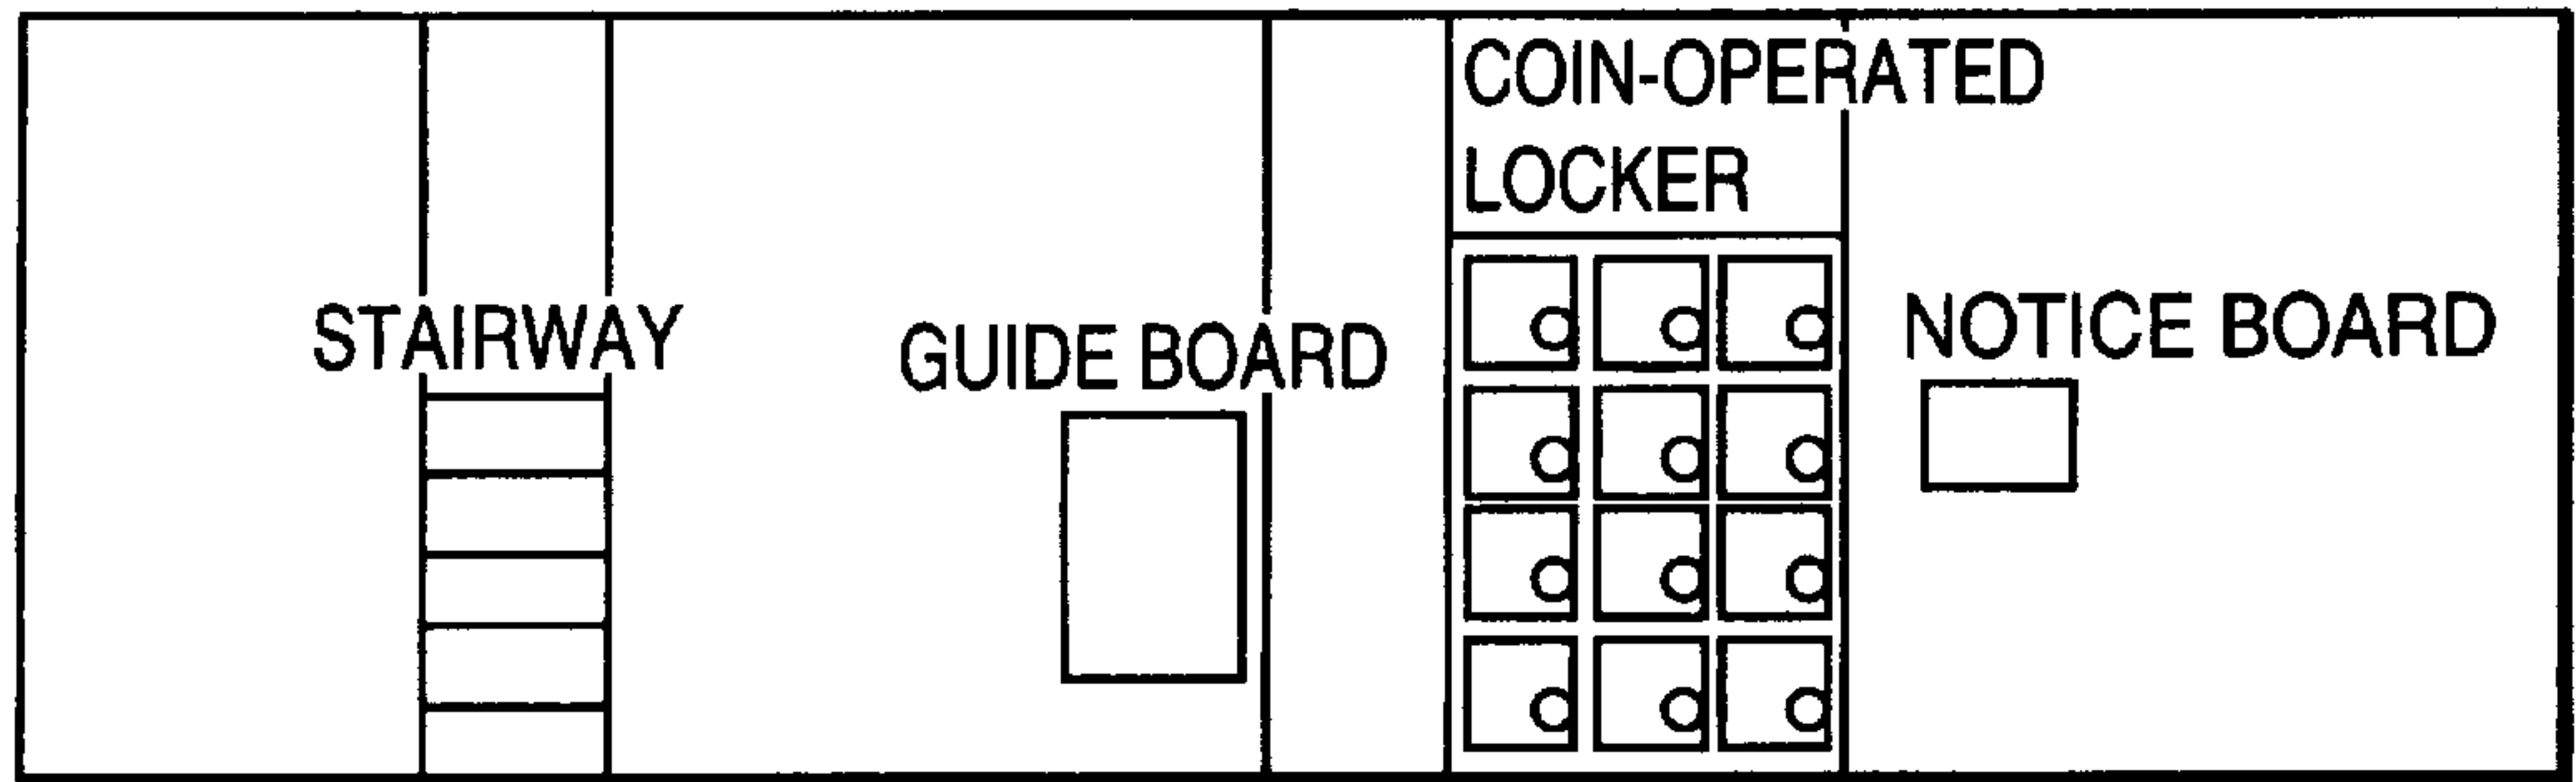 COIN-OPERATED
LOCKER
STAIRWAY
GUIDE BOARD
NOTICE BOARD